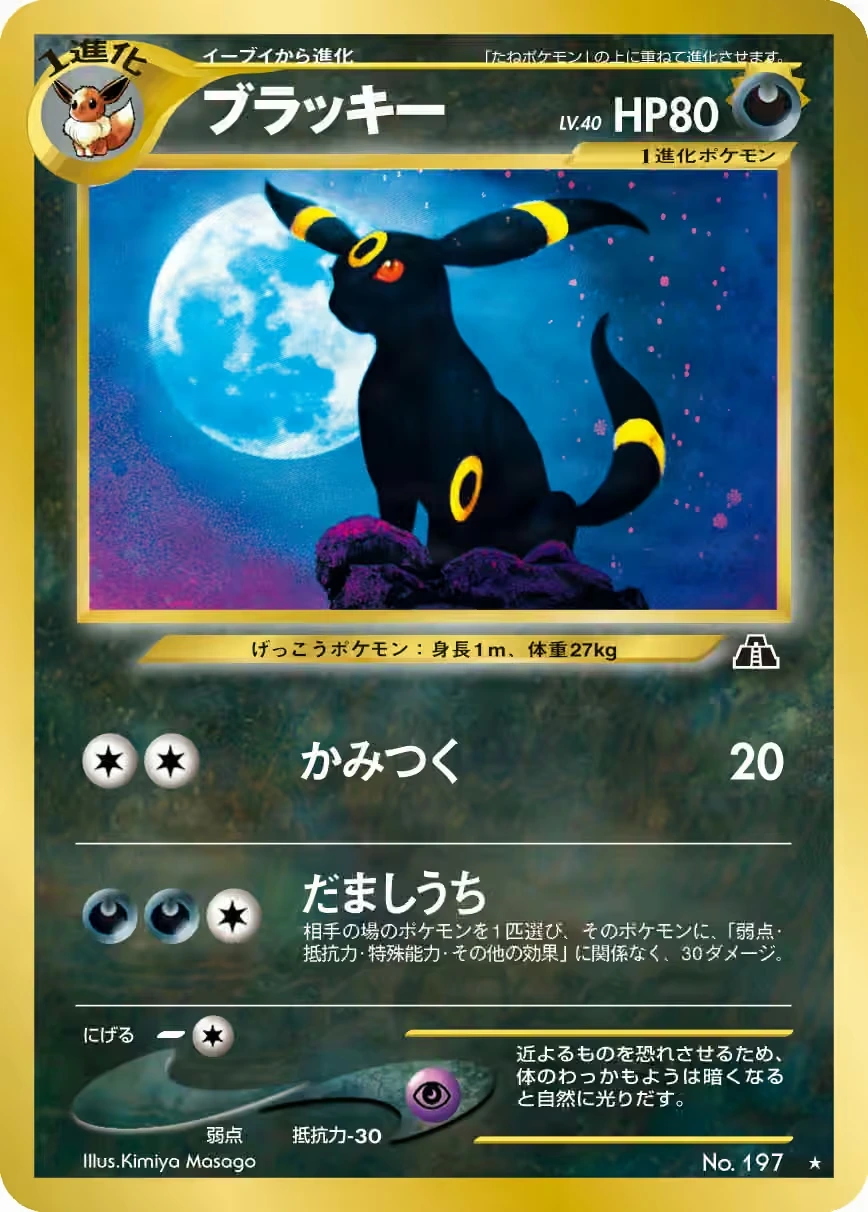 1進化
イーブイから進化
「たねポケモン」の上に重ねて進化させます。
ブラッキー
LV.40 HP80
1進化ポケモン
げっこうポケモン：身長1m、体重27kg
かみつく 20
だましうち
相手の場のポケモンを1匹選び、そのポケモンに、「弱点・
抵抗力・特殊能力・その他の効果」に関係なく、30ダメージ。
にげる
近よるものを恐れさせるため、
体のわっかもようは暗くなる
と自然に光りだす。
弱点 抵抗力-30
Illus.Kimiya Masago
No. 197 ★